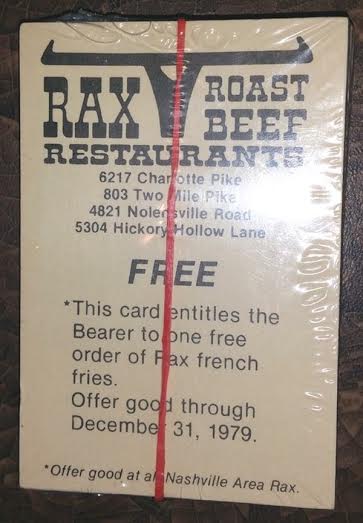 RAX ROAST
BEEF
RESTAURANTS
6217 Charlotte Pike
803 Two Mile Pike
4821 Nolensville Road
5304 Hickory Hollow Lane
FREE
*This card entitles the
Bearer to one free
order of Rax french
fries.
Offer good through
December 31, 1979.
*Offer good at all Nashville Area Rax.